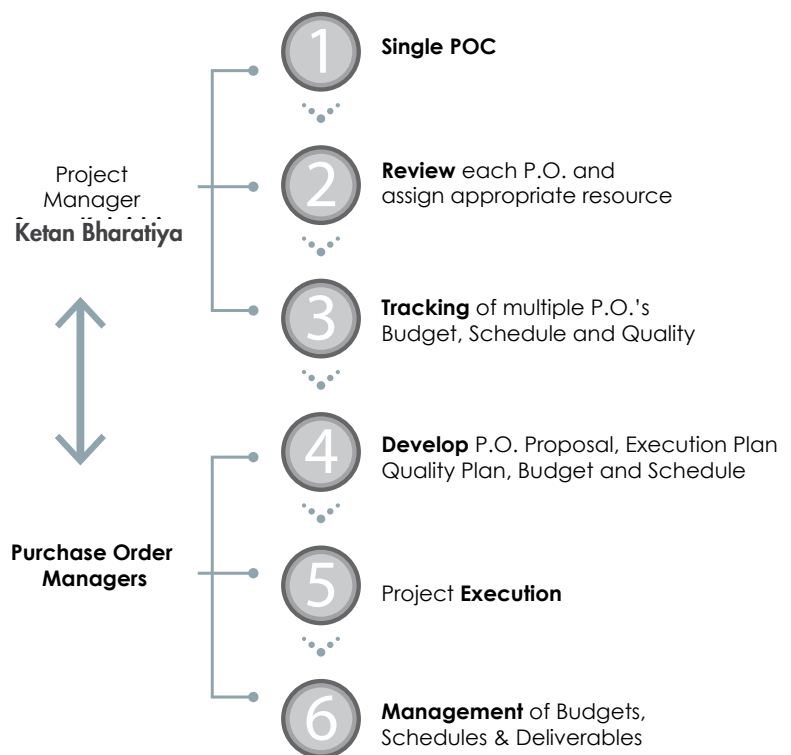 1
Single POC
Project
Manager
Ketan Bharatiya
2
Review each P.O. and
assign appropriate resource
3
Tracking of multiple P.O.'s
Budget, Schedule and Quality
4
Develop P.O. Proposal, Execution Plan
Quality Plan, Budget and Schedule
Purchase Order
Managers
5
Project Execution
6
Management of Budgets,
Schedules & Deliverables